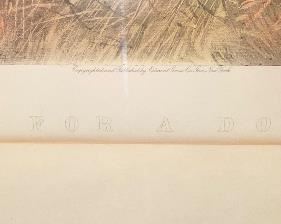 Copyrighted and Published by Edward Gross Co. Inc. New York
FOR A DO